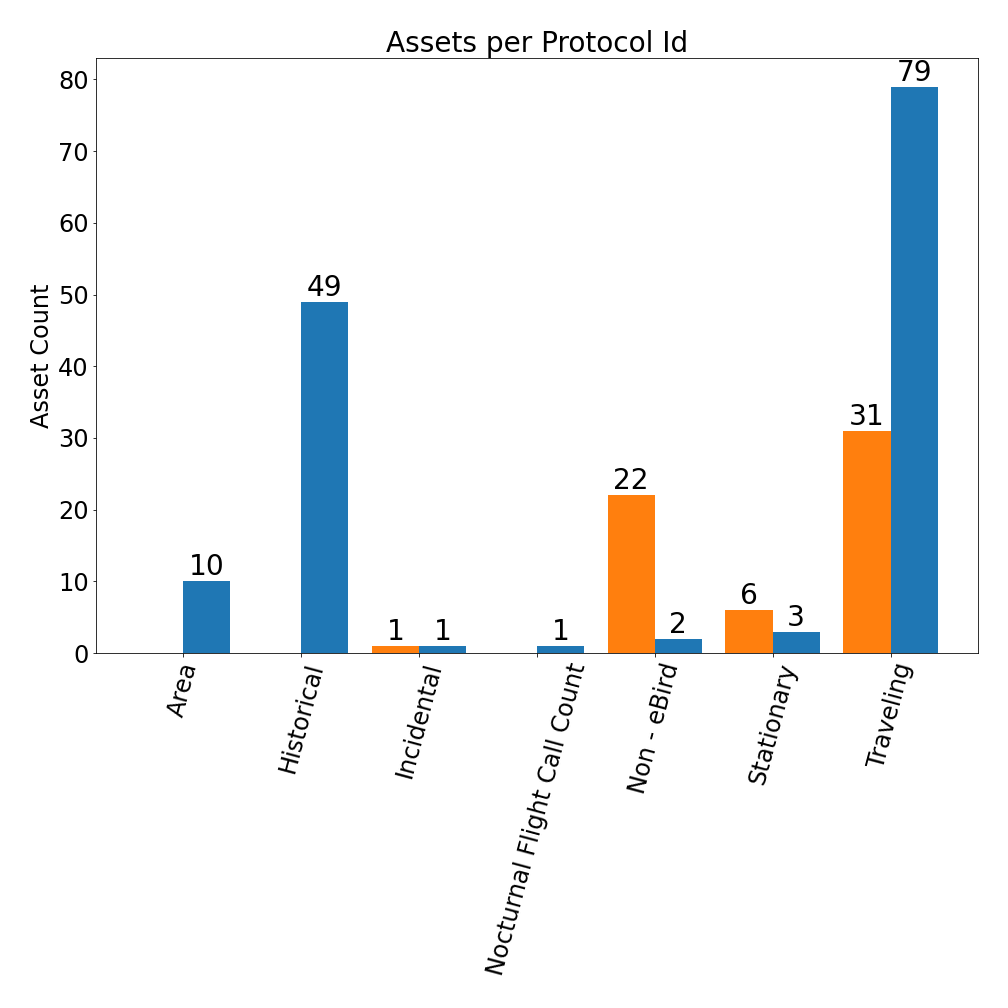 Assets per Protocol Id
Asset Count
80
70
60
50
40
30
20
10
0
10
49
1
1
1
22
2
6
3
31
79
Area
Historical
Incidental
Nocturnal Flight Call Count
Non - eBird
Stationary
Traveling